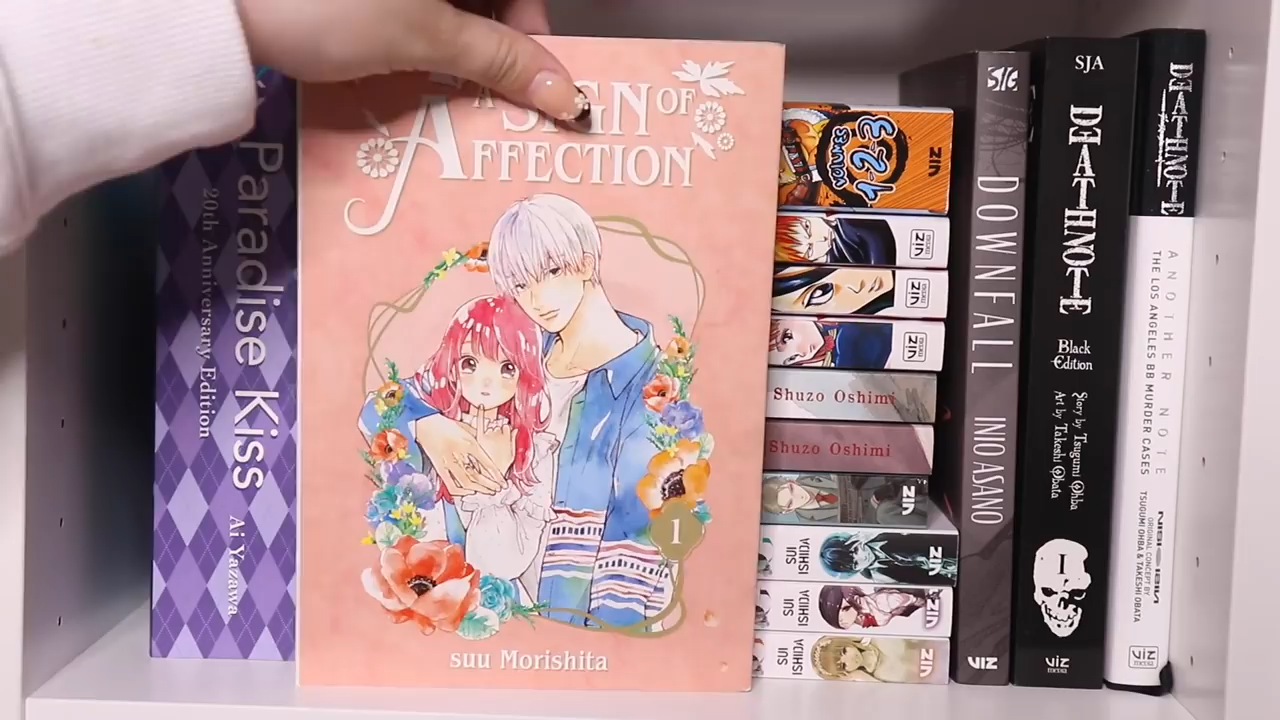 Paradise Kiss
20th Anniversary Edition
Ai Yazawa
A SIGN OF
AFFECTION
1
suu Morishita
VOLUMES
1-2-3
VIZ
VIZ
VIZ
VIZ
Shuzo Oshimi
Shuzo Oshimi
VIZ
SUI
ISHIDA
VIZ
SUI
ISHIDA
VIZ
SUI
ISHIDA
VIZ
SIG
DOWNFALL
INIO ASANO
VIZ
SJA
DEATH NOTE
Black
Edition
Story by Tsugumi Ohba
Art by Takeshi Obata
I
VIZ
media
DEATH NOTE
ANOTHER NOTE
THE LOS ANGELES BB MURDER CASES
NISIOISIN
ORIGINAL CONCEPT BY
TSUGUMI OHBA & TAKESHI OBATA
VIZ
media